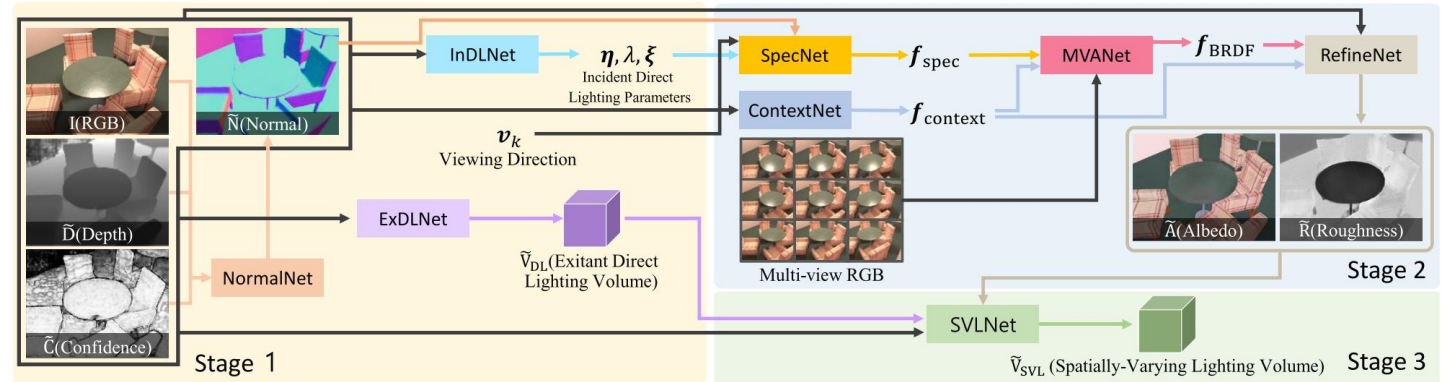 I(RGB)
Ñ(Normal)
D̃(Depth)
C̃(Confidence)
NormalNet
InDLNet
η, λ, ξ
Incident Direct
Lighting Parameters
𝒗ₖ
Viewing Direction
ExDLNet
Ṽ_DL(Exitant Direct
Lighting Volume)
Stage 1
SpecNet
f_spec
MVANet
f_BRDF
RefineNet
ContextNet
f_context
Multi-view RGB
Ã(Albedo)
R̃(Roughness)
Stage 2
SVLNet
Ṽ_SVL (Spatially-Varying Lighting Volume)
Stage 3